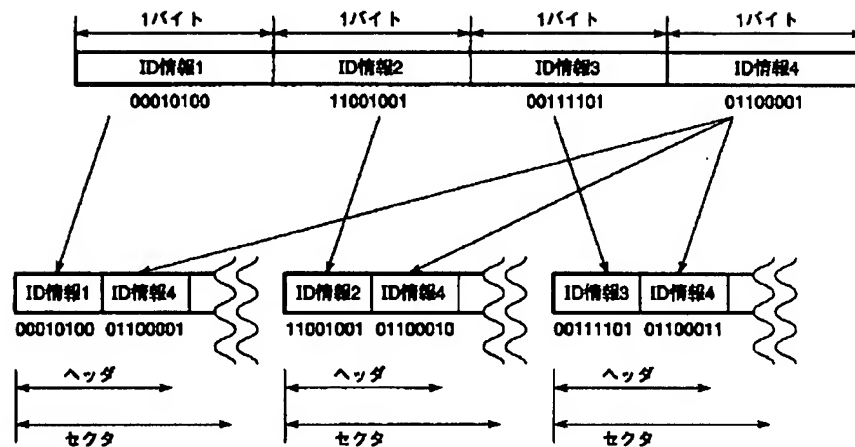 1バイト 1バイト 1バイト 1バイト
ID情報1 ID情報2 ID情報3 ID情報4
00010100 11001001 00111101 01100001
ID情報1 ID情報4 ID情報2 ID情報4 ID情報3 ID情報4
00010100 01100001 11001001 01100010 00111101 01100011
ヘッダ ヘッダ ヘッダ
セクタ セクタ セクタ